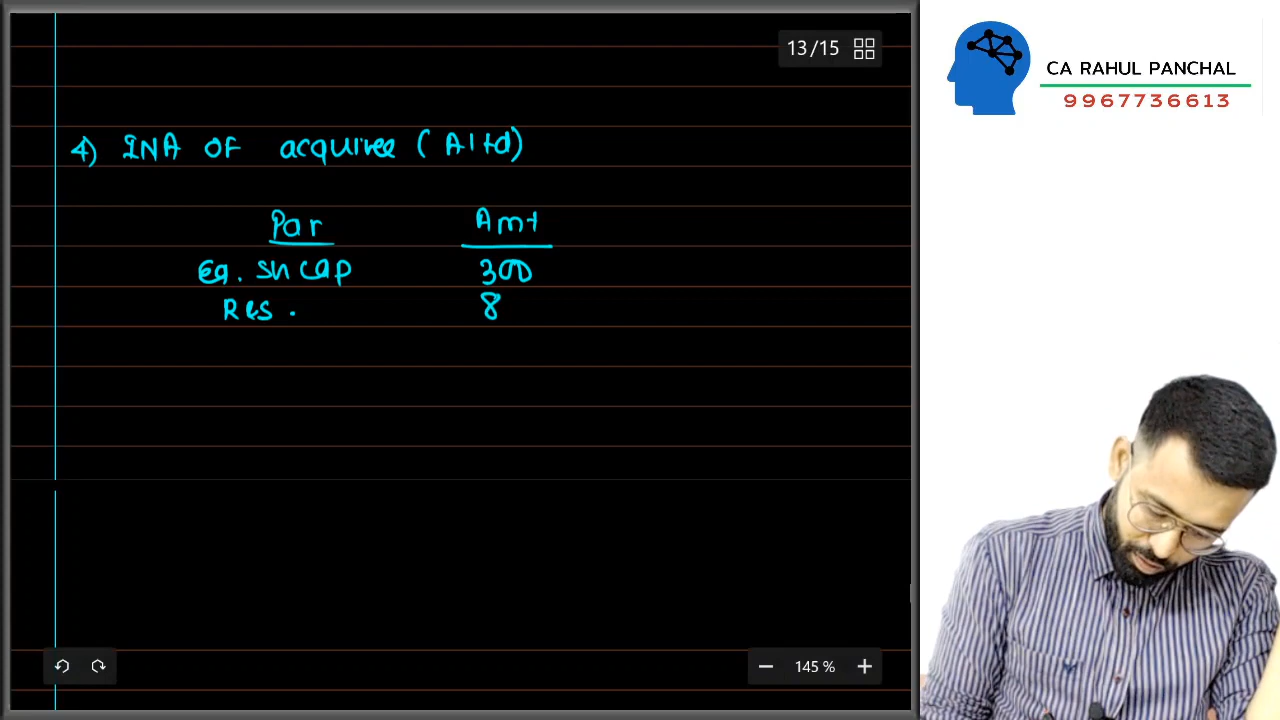 13/15
CA RAHUL PANCHAL
9967736613
4) INA OF acquiree (A ltd)
Par Amt
Eq. Sh cap 300
Res. 8
145 %